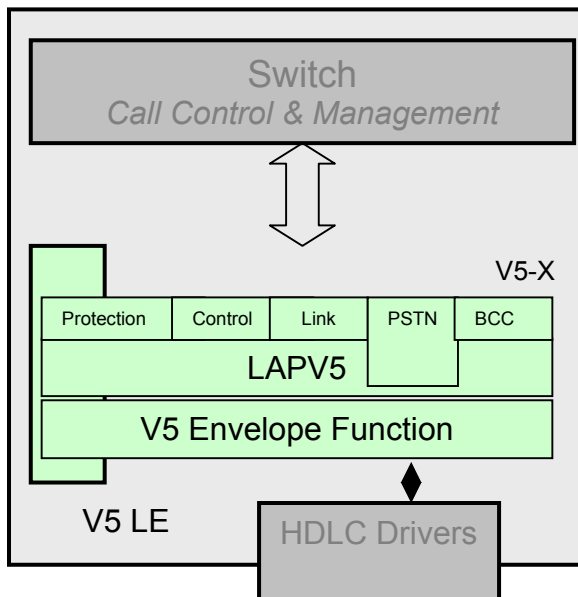 Switch
Call Control & Management
V5-X
Protection Control Link PSTN BCC
LAPV5
V5 Envelope Function
V5 LE
HDLC Drivers